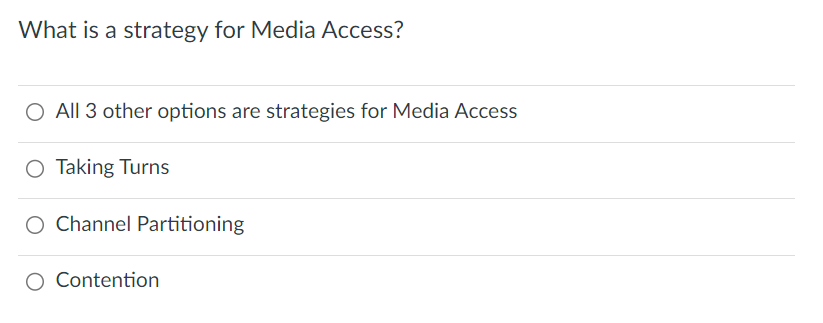 What is a strategy for Media Access?
All 3 other options are strategies for Media Access
Taking Turns
Channel Partitioning
Contention